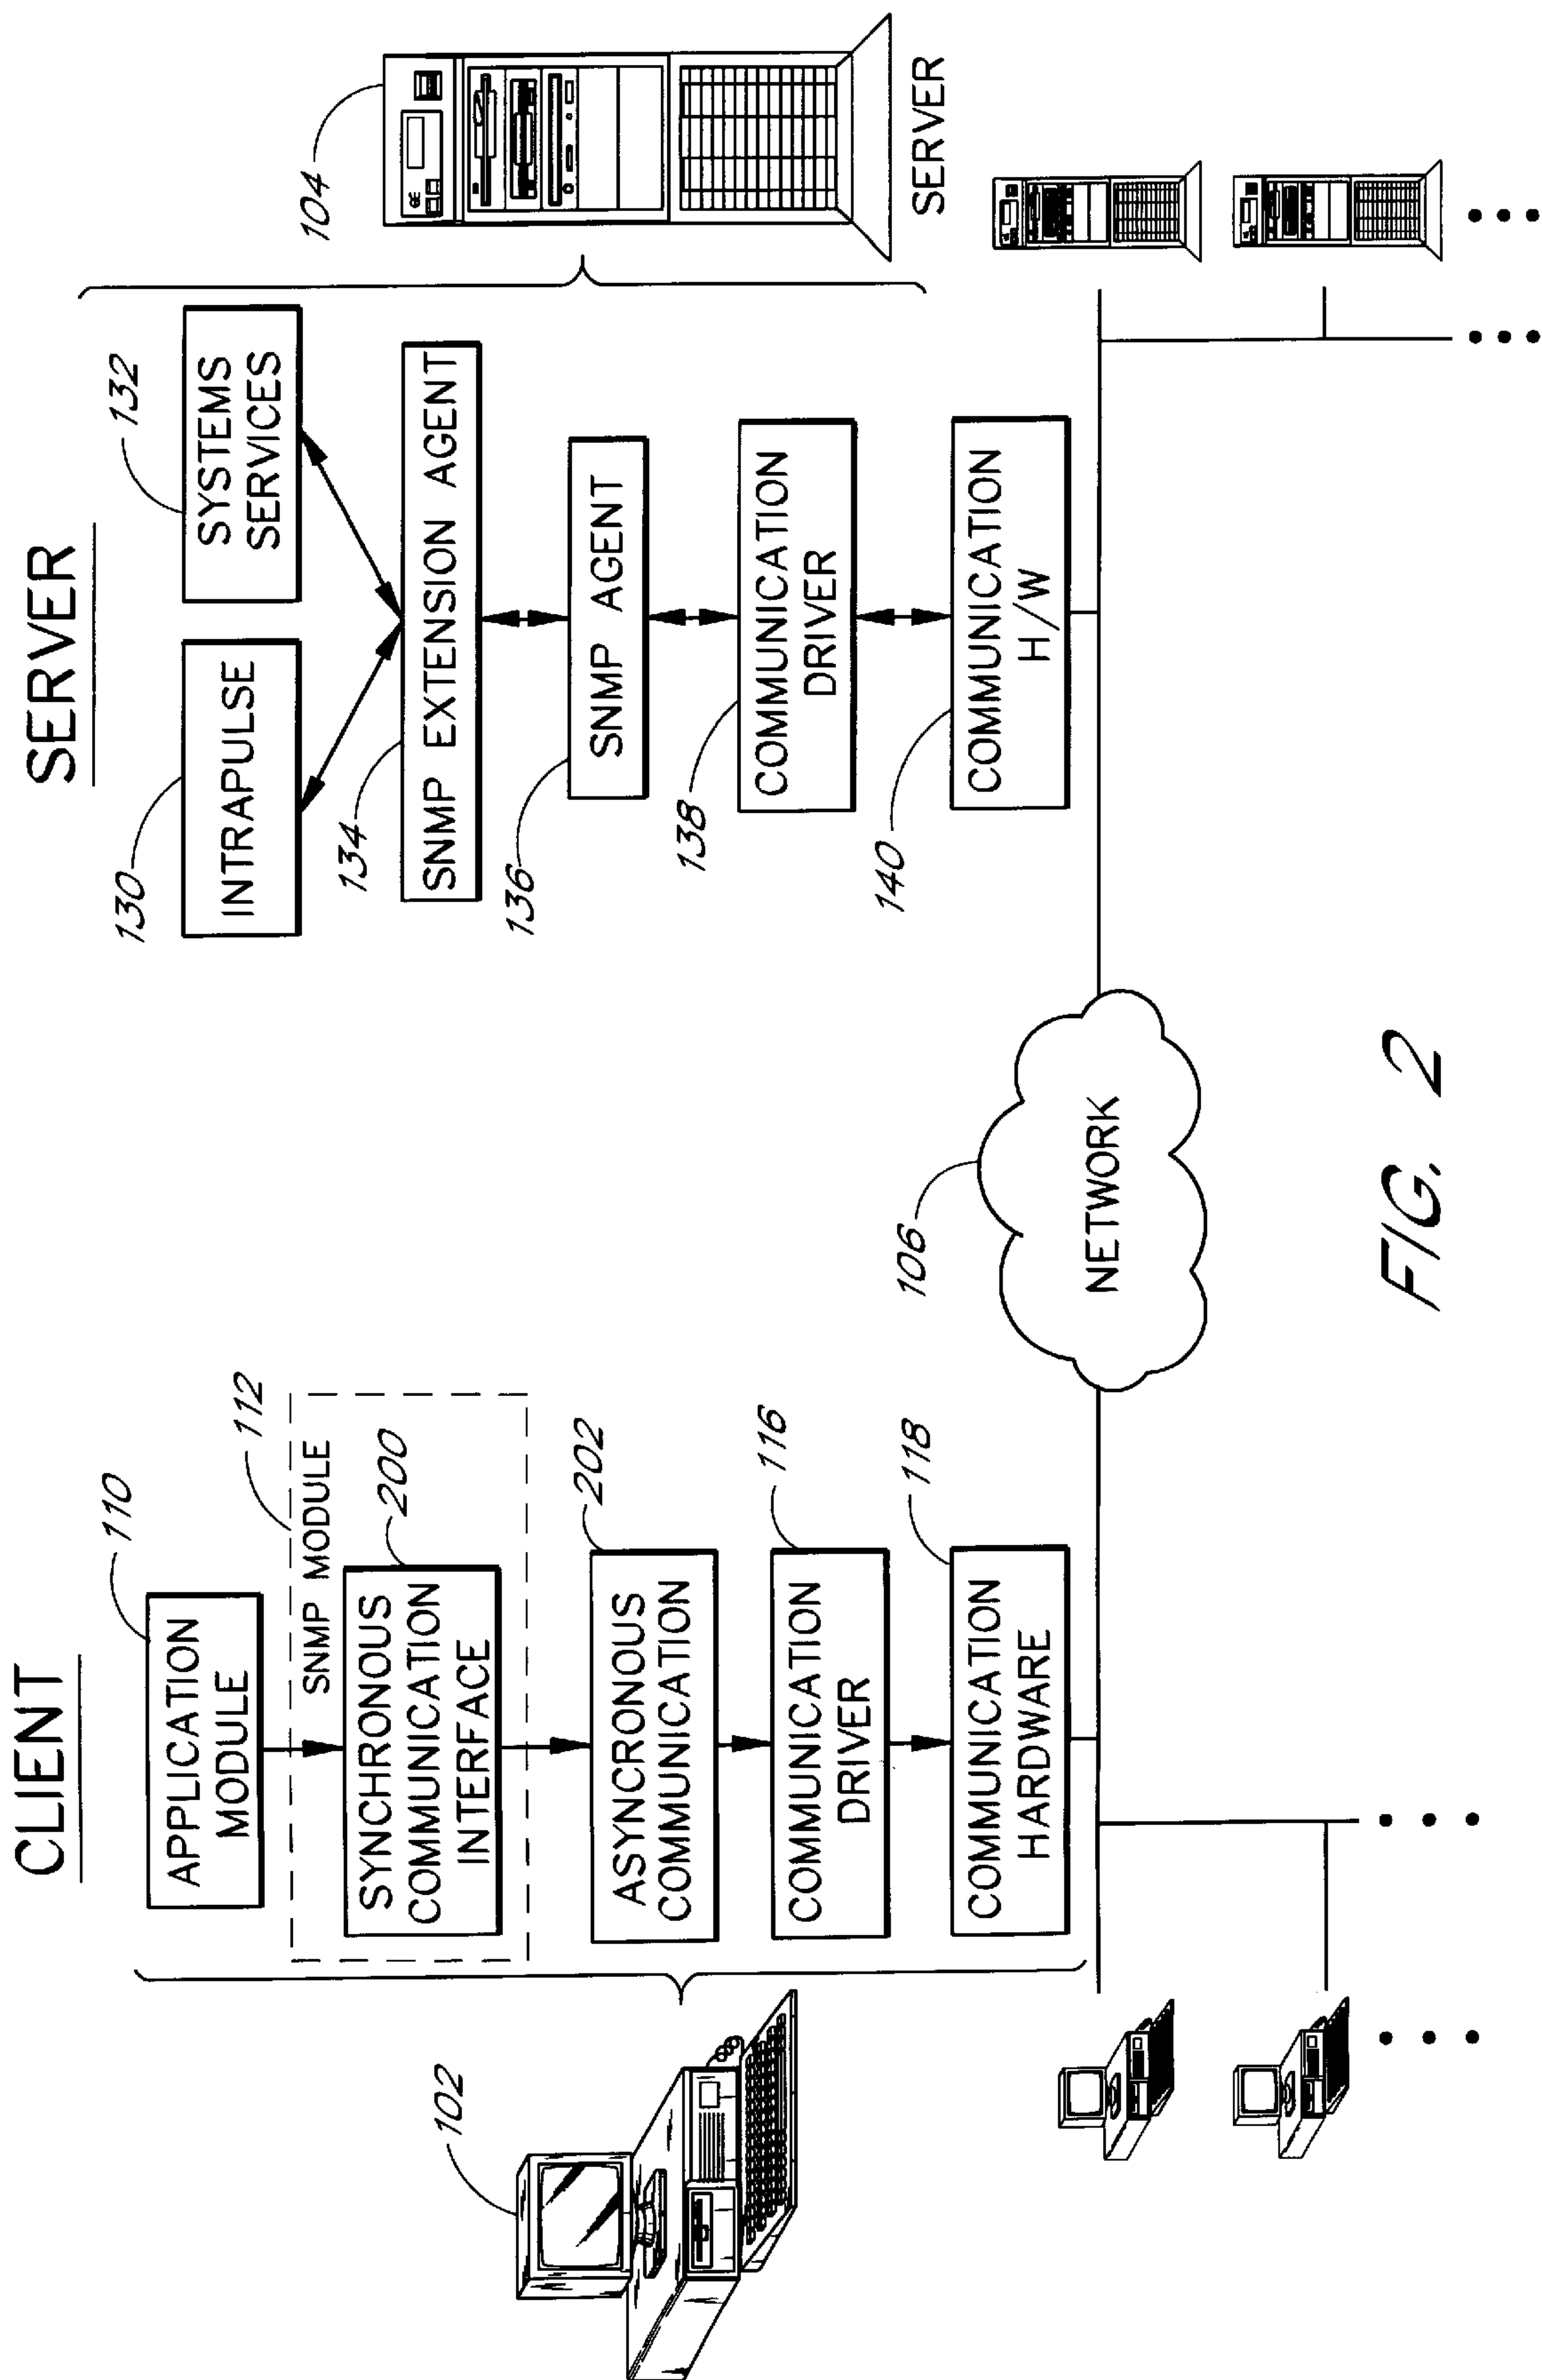 CLIENT
SERVER
110
APPLICATION
MODULE
112
SNMP MODULE
200
SYNCHRONOUS
COMMUNICATION
INTERFACE
202
ASYNCRONOUS
COMMUNICATION
116
COMMUNICATION
DRIVER
118
COMMUNICATION
HARDWARE
102
106
NETWORK
130
INTRAPULSE
132
SYSTEMS
SERVICES
134
SNMP EXTENSION AGENT
136
SNMP AGENT
138
COMMUNICATION
DRIVER
140
COMMUNICATION
H/W
104
SERVER
FIG. 2